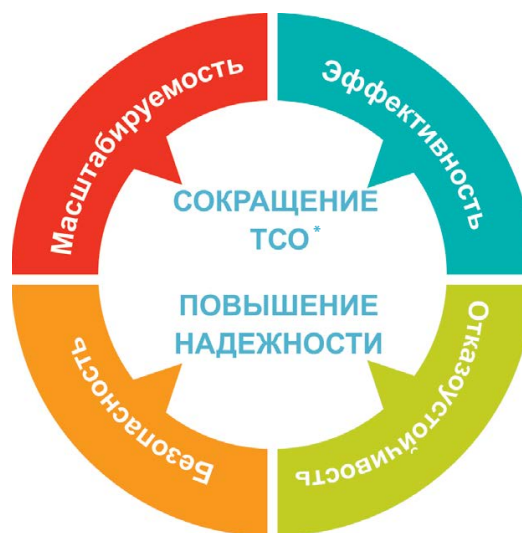 Масштабируемость
Эффективность
СОКРАЩЕНИЕ
ТСО*
ПОВЫШЕНИЕ
НАДЕЖНОСТИ
Безопасность
Отказоустойчивость